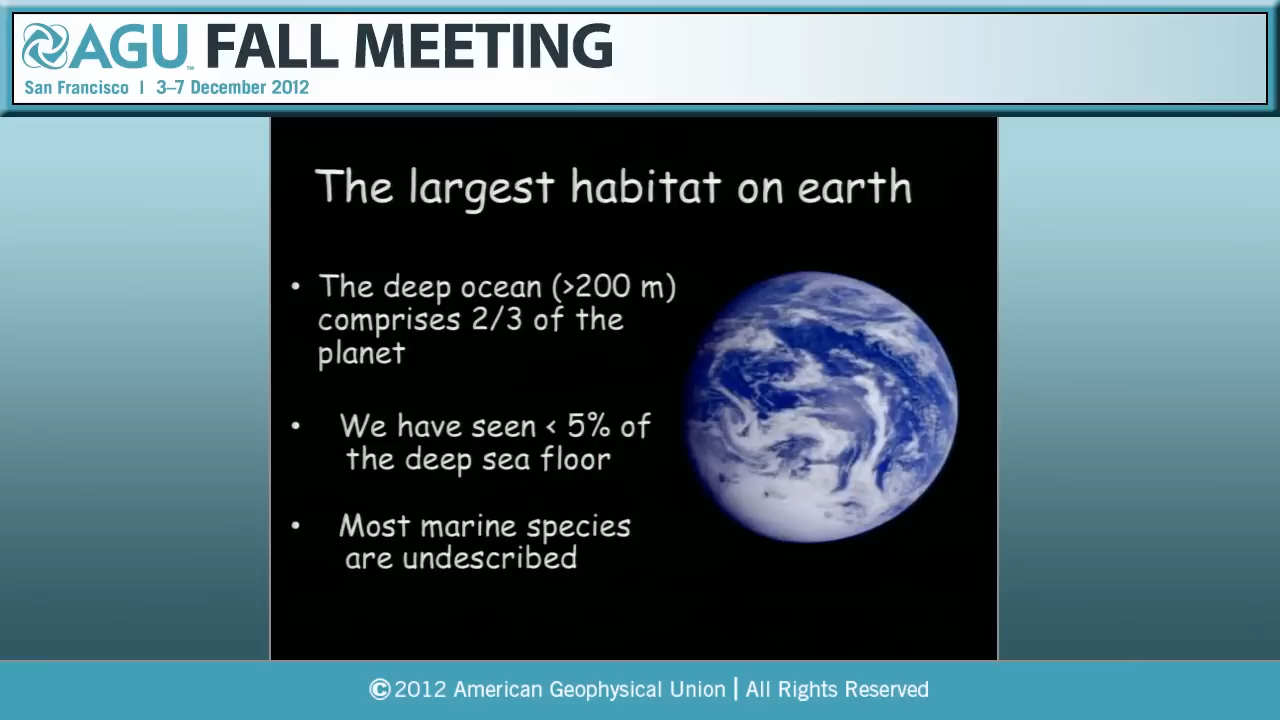 AGU™ FALL MEETING
San Francisco | 3–7 December 2012
The largest habitat on earth
• The deep ocean (>200 m)
comprises 2/3 of the
planet
• We have seen < 5% of
the deep sea floor
• Most marine species
are undescribed
©2012 American Geophysical Union | All Rights Reserved